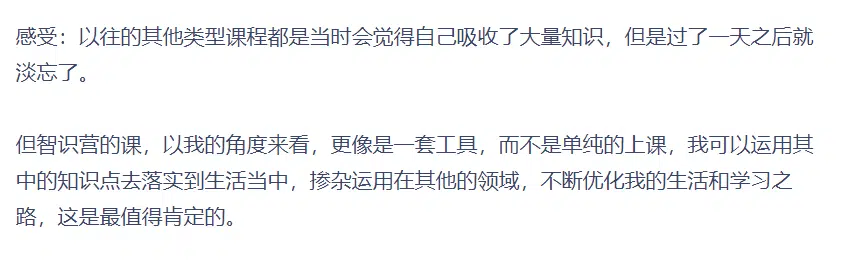 感受：以往的其他类型课程都是当时会觉得自己吸收了大量知识，但是过了一天之后就
淡忘了。
但智识营的课，以我的角度来看，更像是一套工具，而不是单纯的上课，我可以运用其
中的知识点去落实到生活当中，掺杂运用在其他的领域，不断优化我的生活和学习之
路，这是最值得肯定的。